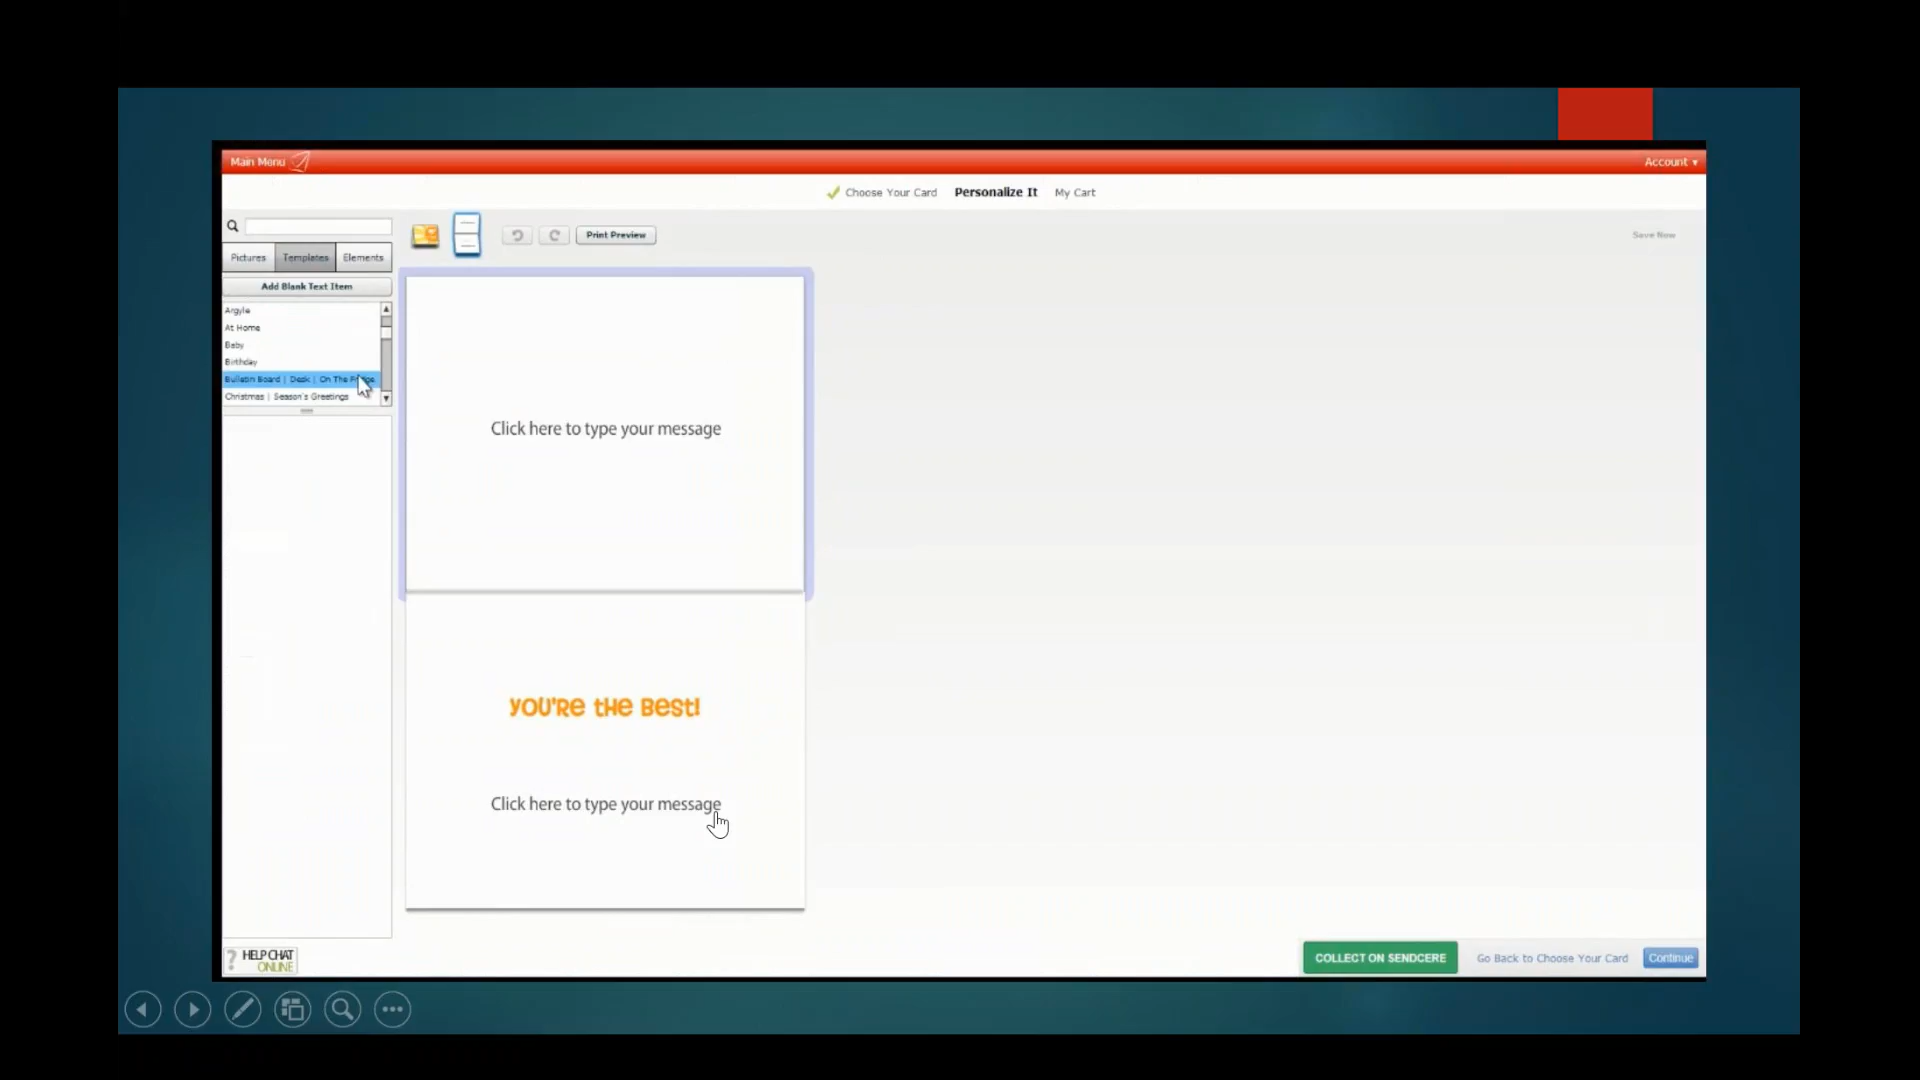 Main Menu
Account
Choose Your Card
Personalize It
My Cart
Print Preview
Save Now
Pictures
Templates
Elements
Add Blank Text Item
Argyle
At Home
Baby
Birthday
Bulletin Board | Desk | On The
Christmas | Season's Greetings
Click here to type your message
YOU'Re tHe BeSt!
Click here to type your message
? HELP CHAT
ONLINE
COLLECT ON SENDCERE
Go Back to Choose Your Card
Continue